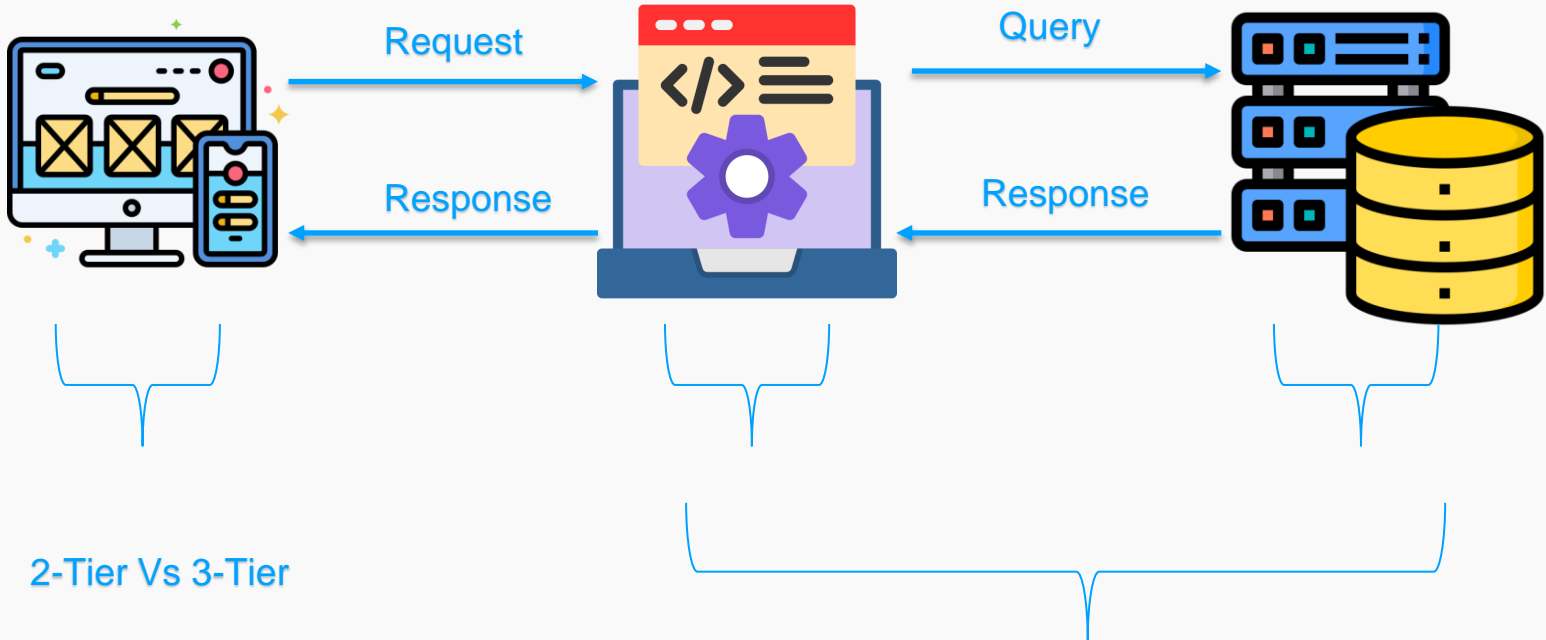 Request
Query
Response
Response
2-Tier Vs 3-Tier